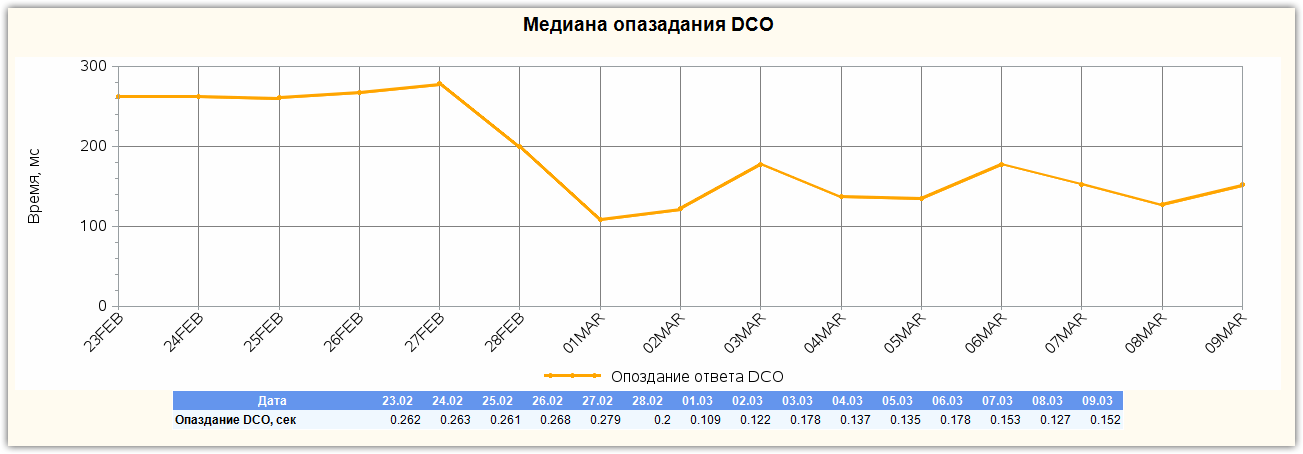 Медиана опазадания DCO
Время, мс
300
200
100
0
23FEB 24FEB 25FEB 26FEB 27FEB 28FEB 01MAR 02MAR 03MAR 04MAR 05MAR 06MAR 07MAR 08MAR 09MAR
Опоздание ответа DCO
Дата 23.02 24.02 25.02 26.02 27.02 28.02 01.03 02.03 03.03 04.03 05.03 06.03 07.03 08.03 09.03
Опаздание DCO, сек 0.262 0.263 0.261 0.268 0.279 0.2 0.109 0.122 0.178 0.137 0.135 0.178 0.153 0.127 0.152